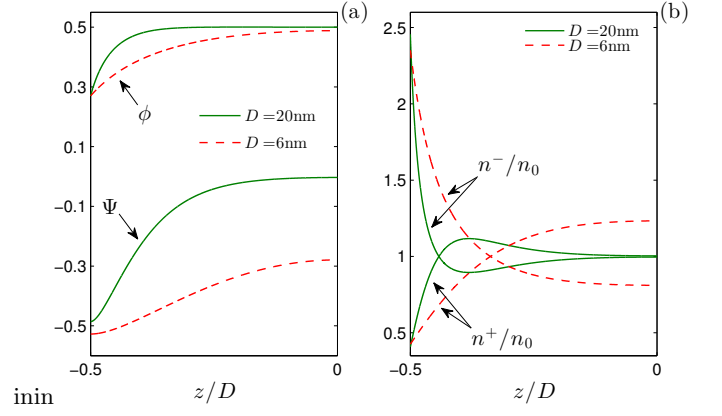 (a)
0.5
0.3
0.1
-0.1
-0.3
-0.5
ϕ
D = 20nm
D = 6nm
Ψ
-0.5
0
z/D
(b)
2.5
2
1.5
1
0.5
D = 20nm
D = 6nm
n⁻/n₀
n⁺/n₀
-0.5
0
z/D
inin